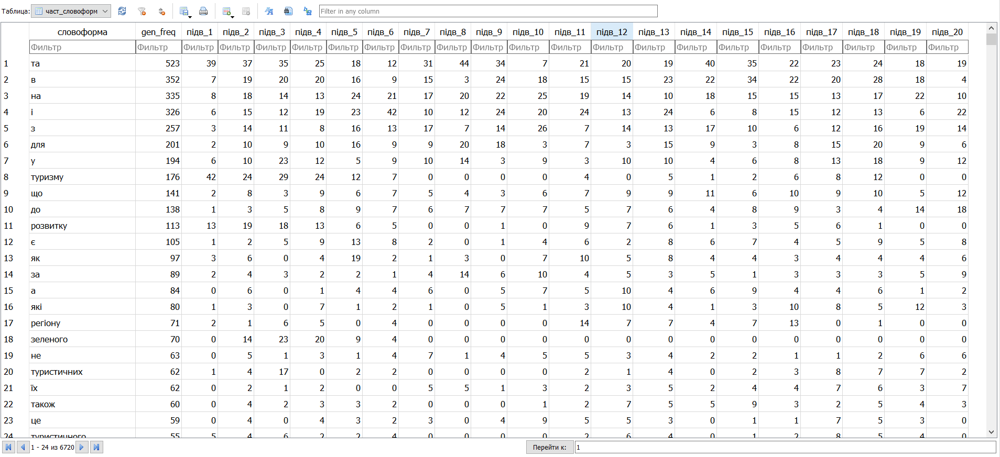 Таблица: част_словоформ Filter in any column
словоформа gen_freq підв_1 підв_2 підв_3 підв_4 підв_5 підв_6 підв_7 підв_8 підв_9 підв_10 підв_11 підв_12 підв_13 підв_14 підв_15 підв_16 підв_17 підв_18 підв_19 підв_20
Фильтр Фильтр Фильтр Фильтр Фильтр Фильтр Фильтр Фильтр Фильтр Фильтр Фильтр Фильтр Фильтр Фильтр Фильтр Фильтр Фильтр Фильтр Фильтр Фильтр Фильтр Фильтр
1 та 523 39 37 35 25 18 12 31 44 34 7 21 20 19 40 35 22 23 24 18 19
2 в 352 7 19 20 20 16 9 15 3 24 18 15 15 23 22 34 22 20 28 18 4
3 на 335 8 18 14 13 24 21 17 20 22 25 19 14 10 18 15 15 13 17 22 10
4 і 326 6 15 12 19 23 42 10 12 24 20 24 13 24 6 8 15 12 13 6 22
5 з 257 3 14 11 8 16 13 17 7 14 26 7 14 13 17 10 6 12 16 19 14
6 для 201 2 10 9 10 16 9 9 20 18 3 7 3 15 9 3 8 15 20 9 6
7 у 194 6 10 23 12 5 9 10 14 3 9 3 10 10 4 6 8 13 18 9 12
8 туризму 176 42 24 29 24 12 7 0 0 0 0 4 0 5 1 2 6 8 12 0 0
9 що 141 2 8 3 9 6 7 5 4 3 6 7 9 9 11 6 10 9 10 5 12
10 до 138 1 3 5 8 9 7 6 7 7 7 5 7 6 4 8 9 3 4 14 18
11 розвитку 113 13 19 18 13 6 5 0 0 1 0 9 7 6 1 3 5 6 1 0 0
12 є 105 1 2 5 9 13 8 2 0 1 4 6 2 8 6 7 4 5 9 5 8
13 як 97 3 6 0 4 19 2 1 3 0 7 10 5 8 4 4 3 4 4 4 6
14 за 89 2 4 3 2 2 1 4 14 6 10 4 5 3 5 1 3 3 3 5 9
15 а 84 0 6 0 1 4 4 6 0 5 7 5 10 4 6 9 4 4 6 1 2
16 які 80 1 3 0 7 1 2 1 0 5 1 3 10 4 1 3 10 8 5 12 3
17 регіону 71 2 1 6 5 0 4 0 0 0 0 14 7 7 4 7 13 0 1 0 0
18 зеленого 70 0 14 23 20 9 4 0 0 0 0 0 0 0 0 0 0 0 0 0 0
19 не 63 0 5 1 3 1 4 7 1 4 5 5 3 4 2 2 1 1 2 6 6
20 туристичних 62 1 4 17 0 2 2 0 0 0 0 2 1 4 0 2 3 8 7 7 2
21 їх 62 0 2 1 2 0 0 5 5 1 3 2 3 5 2 4 4 7 6 3 7
22 також 60 0 4 2 3 3 2 0 0 0 1 2 7 5 5 9 3 2 5 4 3
23 це 59 0 4 0 4 3 2 3 0 4 9 5 5 3 0 1 1 7 5 3 0
24 туристичного 55 5 4 6 2 2 4 0 0 0 0 2 6 4 0 1 2 8 5 4 0
1 - 24 из 6720 Перейти к: 1